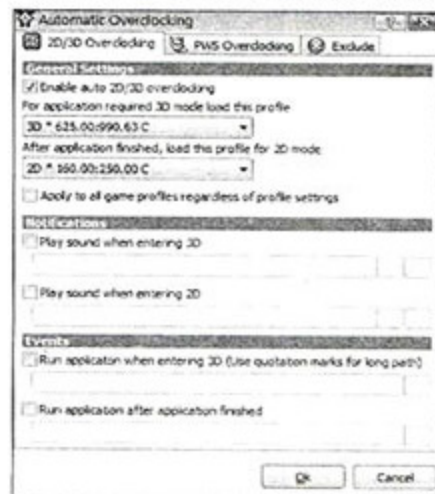 Automatic Overclocking
2D/3D Overclocking PWS Overclocking Exclude
General Settings
Enable auto 2D/3D overclocking
For application required 3D mode load this profile
3D * 625.00:990.63 C
After application finished, load this profile for 2D mode
2D * 160.00:250.00 C
Apply to all game profiles regardless of profile settings
Notifications
Play sound when entering 3D
Play sound when entering 2D
Events
Run applicaton when entering 3D (Use quotation marks for long path)
Run application after application finished
Ok Cancel